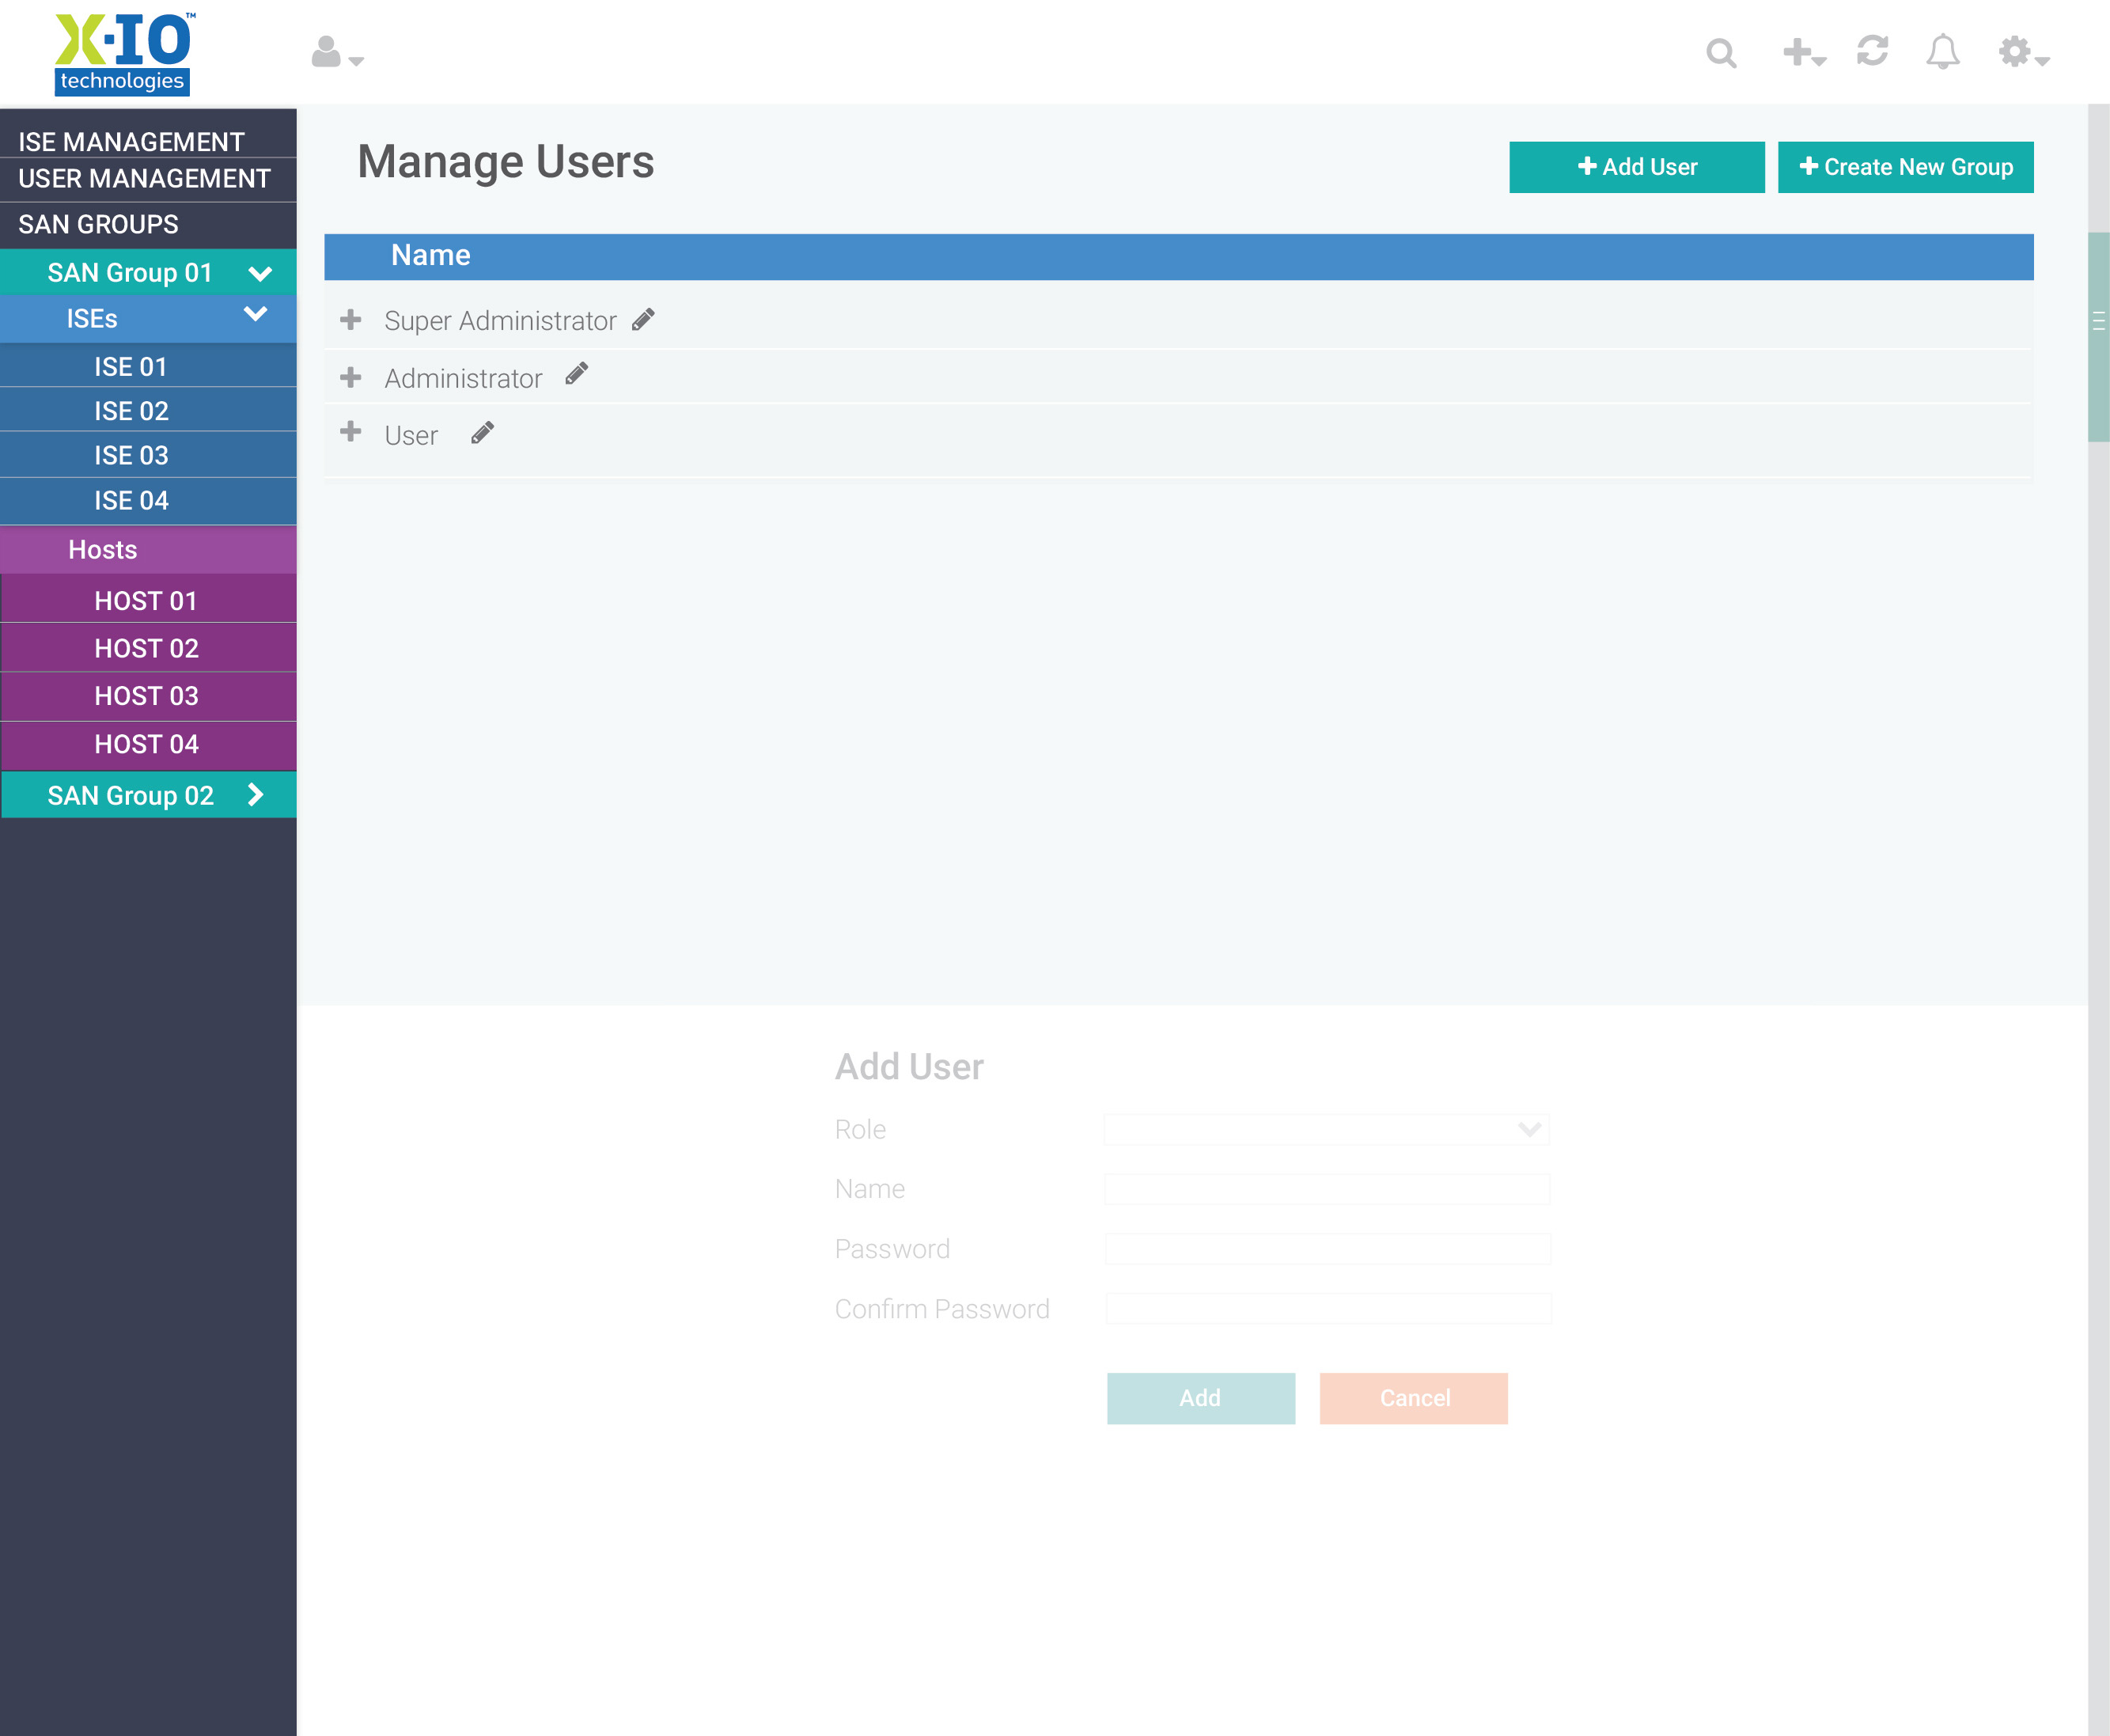 X-IO™
technologies
ISE MANAGEMENT
USER MANAGEMENT
SAN GROUPS
SAN Group 01
ISEs
ISE 01
ISE 02
ISE 03
ISE 04
Hosts
HOST 01
HOST 02
HOST 03
HOST 04
SAN Group 02
Manage Users
Add User
Create New Group
Name
Super Administrator
Administrator
User
Add User
Role
Name
Password
Confirm Password
Add
Cancel